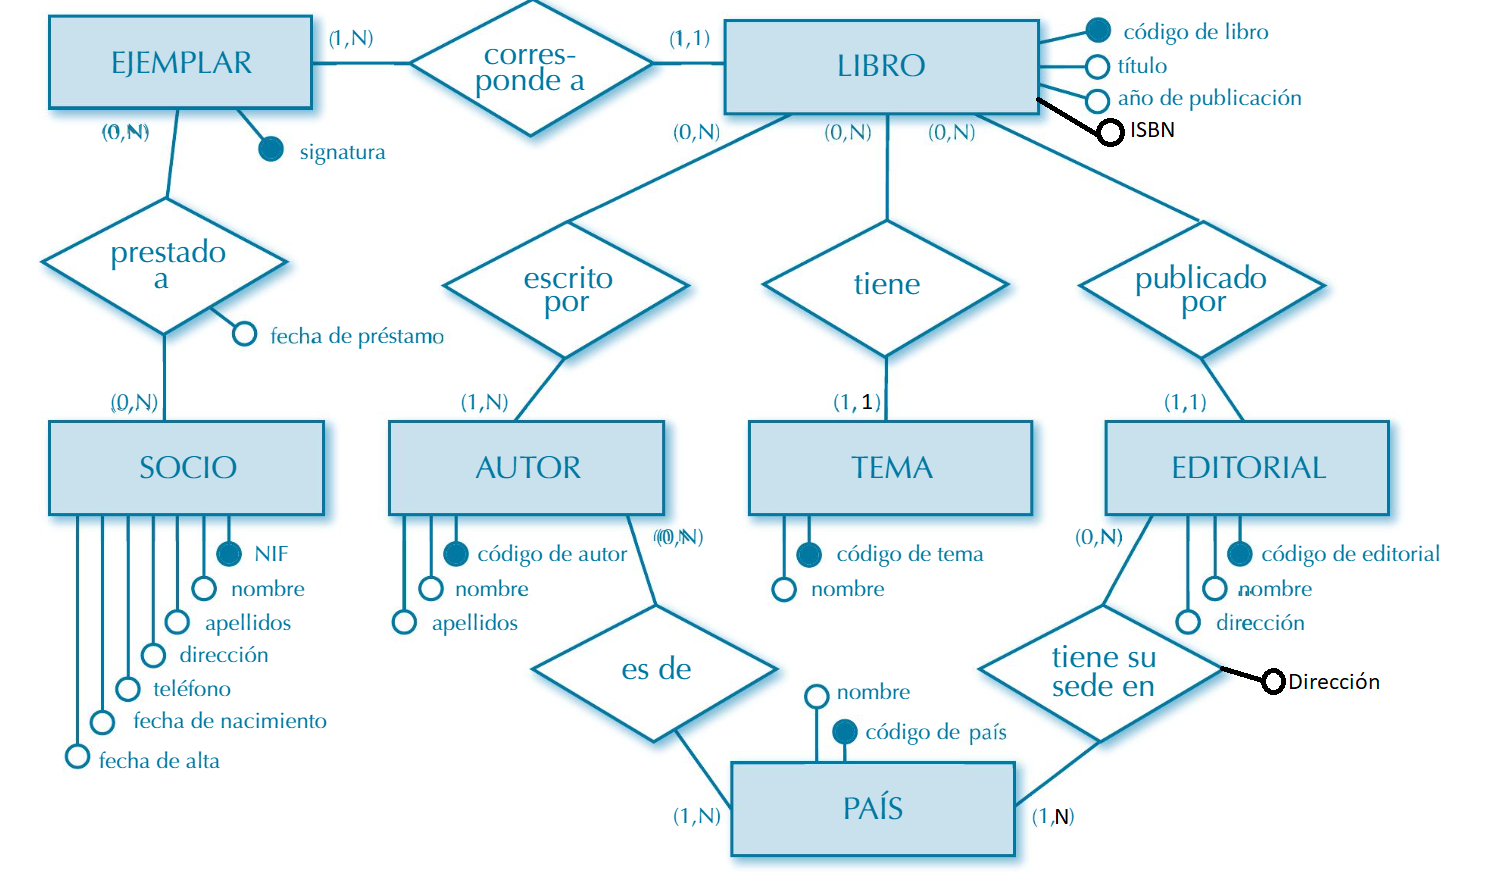 EJEMPLAR
(1,N)
corres-
ponde a
(1,1)
LIBRO
código de libro
título
año de publicación
ISBN
(0,N)
signatura
(0,N)
(0,N)
(0,N)
prestado
a
fecha de préstamo
escrito
por
tiene
publicado
por
(0,N)
(1,N)
(1,1)
(1,1)
SOCIO
AUTOR
TEMA
EDITORIAL
NIF
nombre
apellidos
dirección
teléfono
fecha de nacimiento
fecha de alta
código de autor
nombre
apellidos
(0,N)
código de tema
nombre
(0,N)
código de editorial
nombre
dirección
es de
tiene su
sede en
Dirección
nombre
código de país
(1,N)
PAÍS
(1,N)